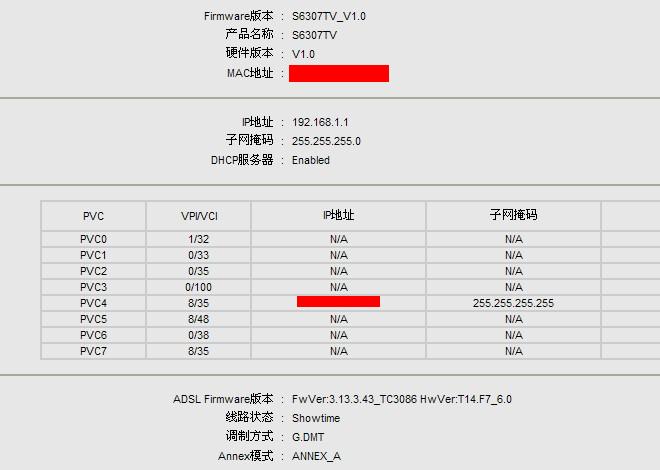 Firmware版本 : S6307TV_V1.0
产品名称 : S6307TV
硬件版本 : V1.0
MAC地址 :
IP地址 : 192.168.1.1
子网掩码 : 255.255.255.0
DHCP服务器 : Enabled
PVC VPI/VCI IP地址 子网掩码
PVC0 1/32 N/A N/A
PVC1 0/33 N/A N/A
PVC2 0/35 N/A N/A
PVC3 0/100 N/A N/A
PVC4 8/35 255.255.255.255
PVC5 8/48 N/A N/A
PVC6 0/38 N/A N/A
PVC7 8/35 N/A N/A
ADSL Firmware版本 : FwVer:3.13.3.43_TC3086 HwVer:T14.F7_6.0
线路状态 : Showtime
调制方式 : G.DMT
Annex模式 : ANNEX_A